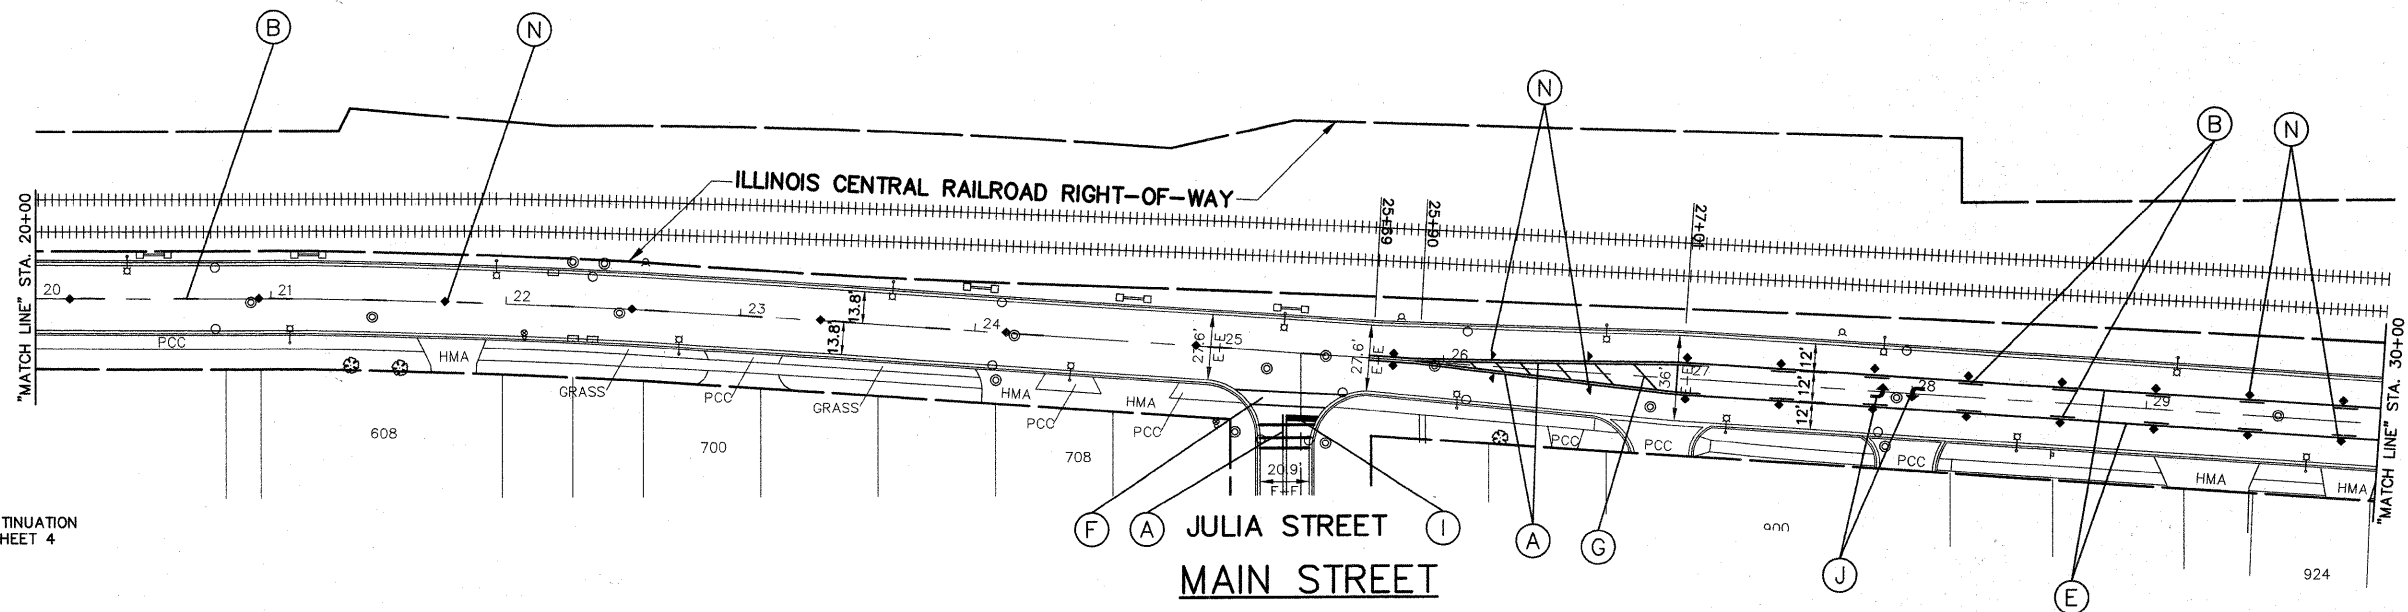 B
N
N
B
N
ILLINOIS CENTRAL RAILROAD RIGHT-OF-WAY
"MATCH LINE" STA. 20+00
25+69
25+90
27+01
"MATCH LINE" STA. 30+00
20
21
22
23
24
25
26
27
28
29
13.8'
13.8'
27.6'
E-E
27.6'
E-E
36'
E-E
12'
12'
12'
PCC
HMA
GRASS
PCC
GRASS
HMA
PCC
HMA
PCC
PCC
PCC
PCC
HMA
HMA
608
700
708
900
924
20.9'
TINUATION
HEET 4
F
A
JULIA STREET
I
A
G
J
E
MAIN STREET